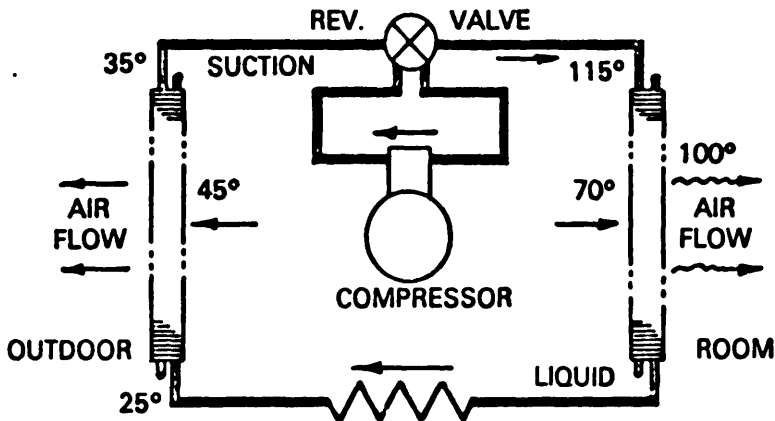 REV. VALVE
35° SUCTION 115°
100°
45° 70°
AIR FLOW
AIR FLOW
COMPRESSOR
OUTDOOR ROOM
LIQUID
25°